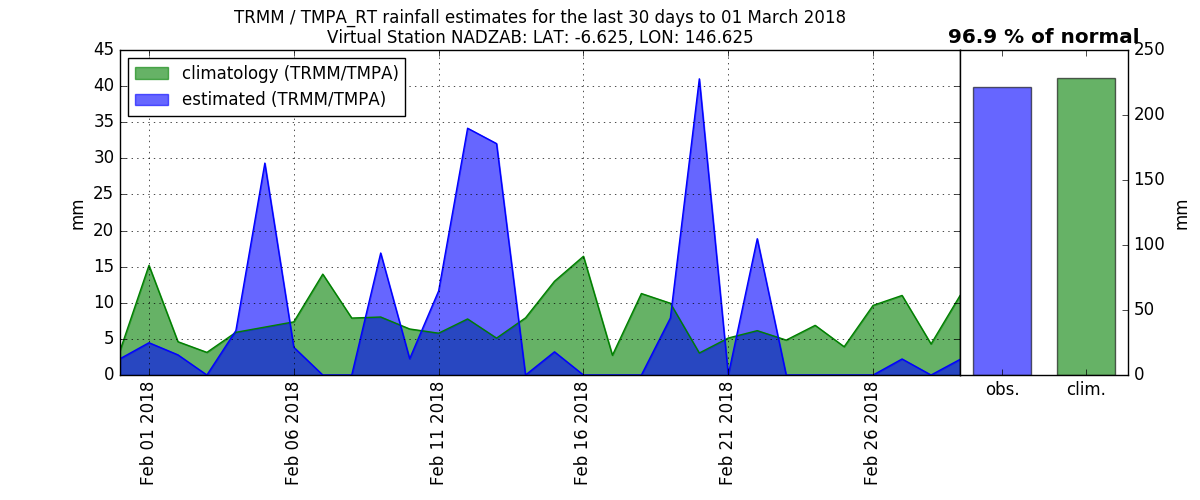 TRMM / TMPA_RT rainfall estimates for the last 30 days to 01 March 2018
Virtual Station NADZAB: LAT: -6.625, LON: 146.625
96.9 % of normal
climatology (TRMM/TMPA)
estimated (TRMM/TMPA)
45
40
35
30
25
20
15
10
5
0
mm
Feb 01 2018
Feb 06 2018
Feb 11 2018
Feb 16 2018
Feb 21 2018
Feb 26 2018
obs.
clim.
250
200
150
100
50
0
mm